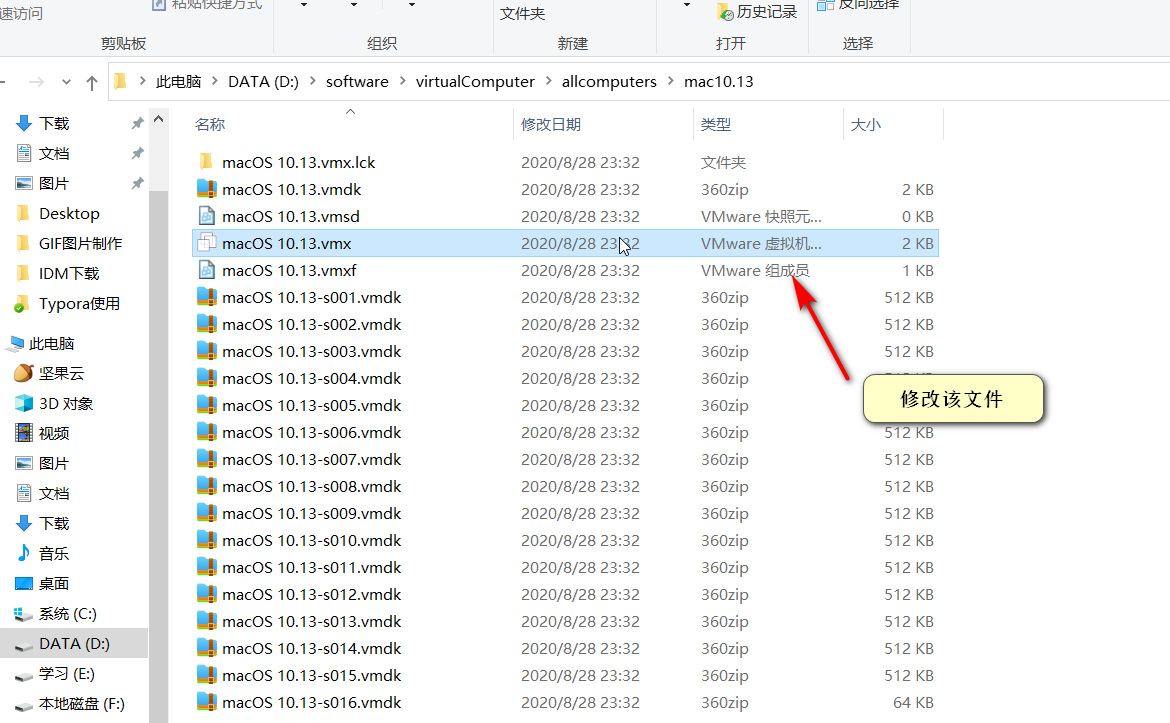 速访问
粘贴快捷方式
文件夹
历史记录
反向选择
剪贴板
组织
新建
打开
选择
此电脑 > DATA (D:) > software > virtualComputer > allcomputers > mac10.13
下载
文档
图片
Desktop
GIF图片制作
IDM下载
Typora使用
此电脑
坚果云
3D 对象
视频
图片
文档
下载
音乐
桌面
系统 (C:)
DATA (D:)
学习 (E:)
本地磁盘 (F:)
名称 修改日期 类型 大小
macOS 10.13.vmx.lck 2020/8/28 23:32 文件夹
macOS 10.13.vmdk 2020/8/28 23:32 360zip 2 KB
macOS 10.13.vmsd 2020/8/28 23:32 VMware 快照元... 0 KB
macOS 10.13.vmx 2020/8/28 23:32 VMware 虚拟机... 2 KB
macOS 10.13.vmxf 2020/8/28 23:32 VMware 组成员 1 KB
macOS 10.13-s001.vmdk 2020/8/28 23:32 360zip 512 KB
macOS 10.13-s002.vmdk 2020/8/28 23:32 360zip 512 KB
macOS 10.13-s003.vmdk 2020/8/28 23:32 360zip 512 KB
macOS 10.13-s004.vmdk 2020/8/28 23:32 360zip
macOS 10.13-s005.vmdk 2020/8/28 23:32 360zip
修改该文件
macOS 10.13-s006.vmdk 2020/8/28 23:32 360zip 512 KB
macOS 10.13-s007.vmdk 2020/8/28 23:32 360zip 512 KB
macOS 10.13-s008.vmdk 2020/8/28 23:32 360zip 512 KB
macOS 10.13-s009.vmdk 2020/8/28 23:32 360zip 512 KB
macOS 10.13-s010.vmdk 2020/8/28 23:32 360zip 512 KB
macOS 10.13-s011.vmdk 2020/8/28 23:32 360zip 512 KB
macOS 10.13-s012.vmdk 2020/8/28 23:32 360zip 512 KB
macOS 10.13-s013.vmdk 2020/8/28 23:32 360zip 512 KB
macOS 10.13-s014.vmdk 2020/8/28 23:32 360zip 512 KB
macOS 10.13-s015.vmdk 2020/8/28 23:32 360zip 512 KB
macOS 10.13-s016.vmdk 2020/8/28 23:32 360zip 64 KB